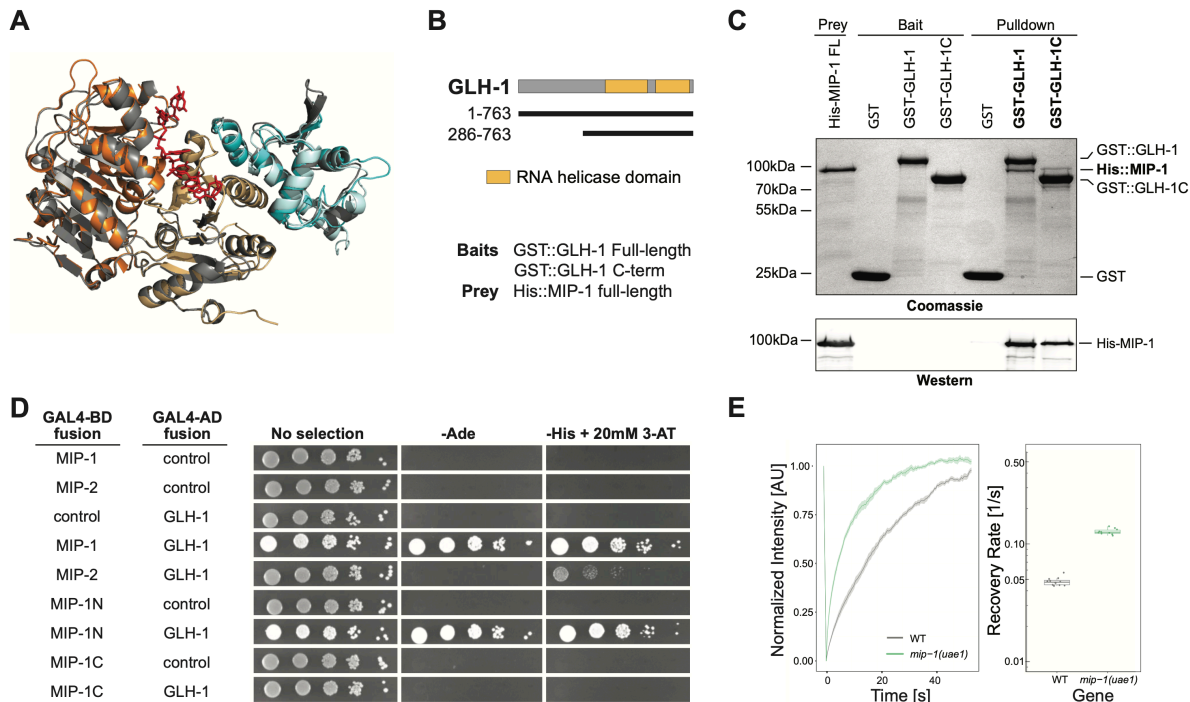 A
B
GLH-1
1-763
286-763
RNA helicase domain
Baits GST::GLH-1 Full-length
GST::GLH-1 C-term
Prey His::MIP-1 full-length
C
Prey Bait Pulldown
His-MIP-1 FL
GST
GST-GLH-1
GST-GLH-1C
GST
GST-GLH-1
GST-GLH-1C
100kDa
70kDa
55kDa
25kDa
GST::GLH-1
His::MIP-1
GST::GLH-1C
GST
Coomassie
100kDa
His-MIP-1
Western
D
GAL4-BD fusion
GAL4-AD fusion
No selection
-Ade
-His + 20mM 3-AT
MIP-1 control
MIP-2 control
control GLH-1
MIP-1 GLH-1
MIP-2 GLH-1
MIP-1N control
MIP-1N GLH-1
MIP-1C control
MIP-1C GLH-1
E
Normalized Intensity [AU]
1.00
0.75
0.50
0.25
0.00
WT
mip−1(uae1)
0 20 40
Time [s]
Recovery Rate [1/s]
0.50
0.10
0.05
0.01
WT mip−1(uae1)
Gene